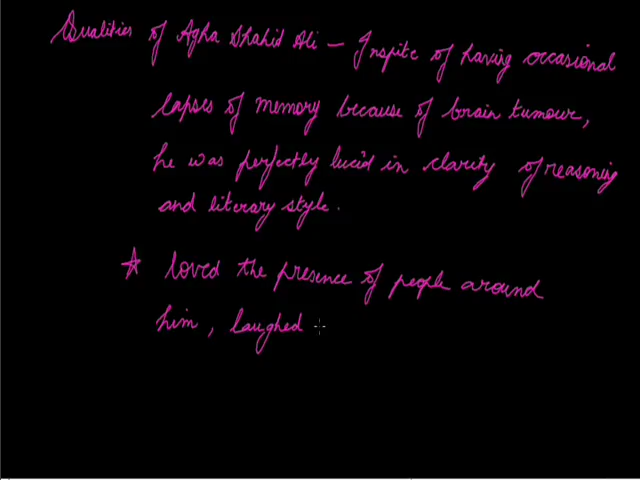 Qualities of Agha Shahid Ali - Inspite of having occasional
lapses of memory because of brain tumour,
he was perfectly lucid in clarity of reasoning
and literary style.
☆ loved the presence of people around
him, laughed